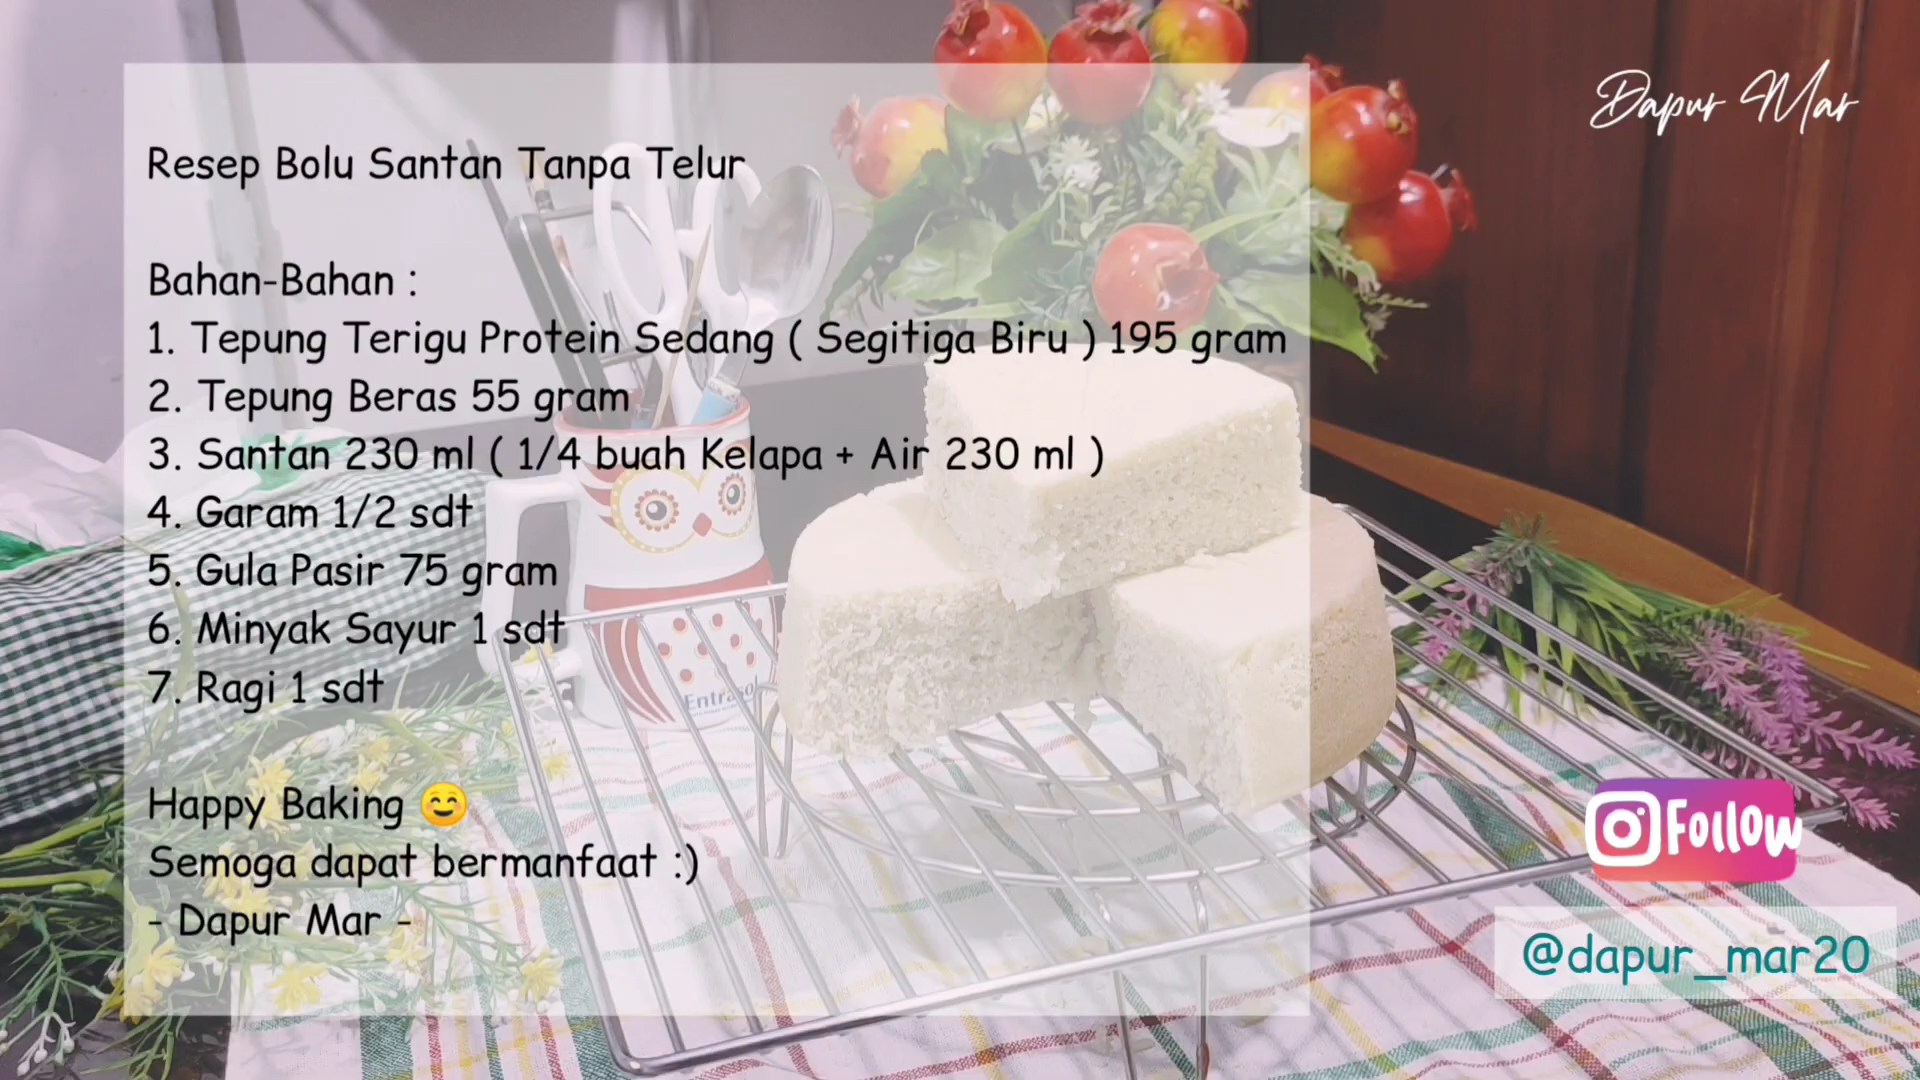 Dapur Mar
Resep Bolu Santan Tanpa Telur
Bahan-Bahan :
1. Tepung Terigu Protein Sedang ( Segitiga Biru ) 195 gram
2. Tepung Beras 55 gram
3. Santan 230 ml ( 1/4 buah Kelapa + Air 230 ml )
4. Garam 1/2 sdt
5. Gula Pasir 75 gram
6. Minyak Sayur 1 sdt
7. Ragi 1 sdt
Entrasol
Happy Baking 😊
Semoga dapat bermanfaat :)
- Dapur Mar -
Follow
@dapur_mar20